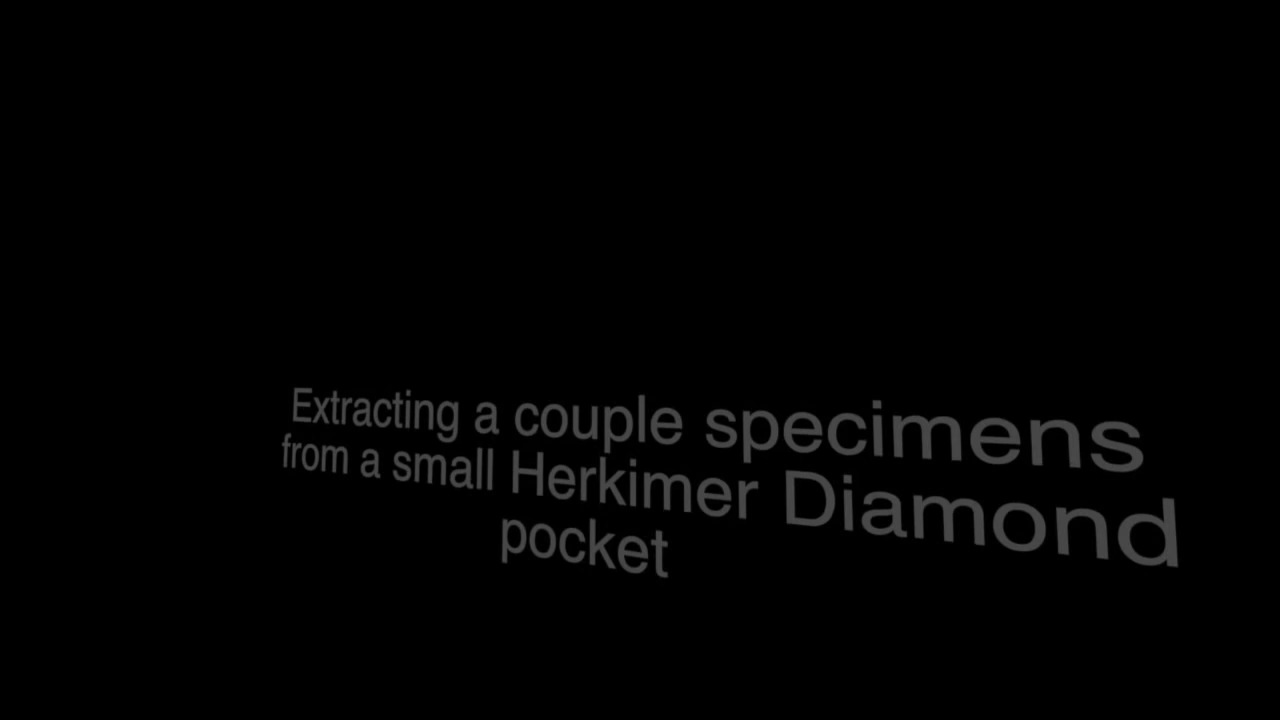 Extracting a couple specimens
from a small Herkimer Diamond
pocket